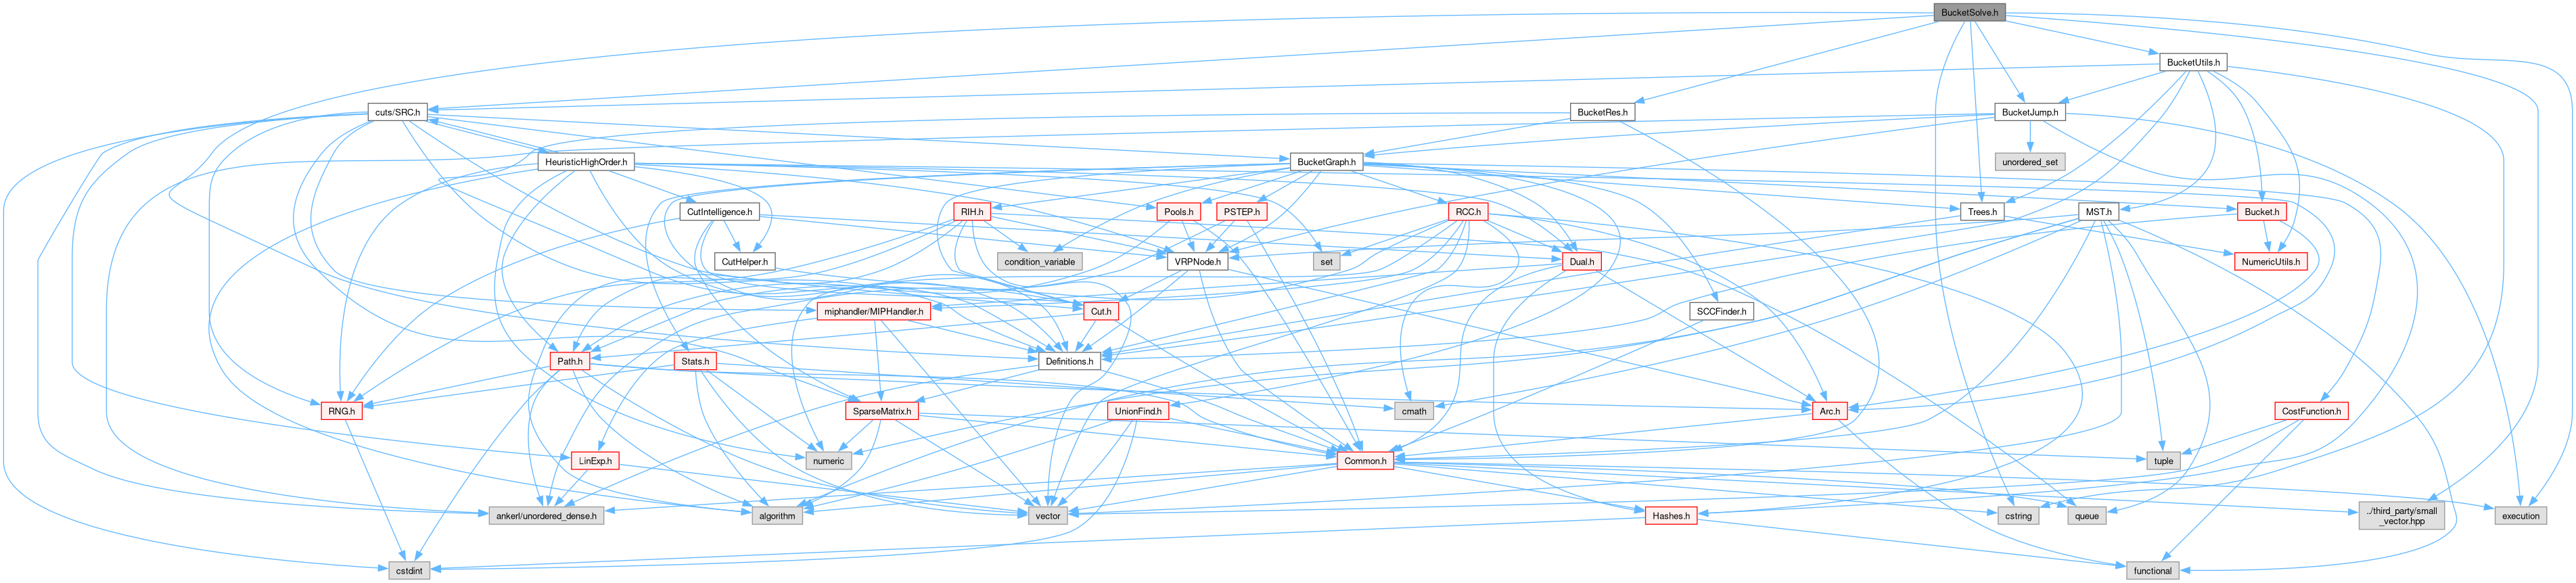 BucketSolve.h
BucketUtils.h
cuts/SRC.h
BucketRes.h
BucketJump.h
HeuristicHighOrder.h
BucketGraph.h
unordered_set
CutIntelligence.h
RIH.h
Pools.h
PSTEP.h
RCC.h
Trees.h
MST.h
Bucket.h
CutHelper.h
condition_variable
VRPNode.h
set
Dual.h
NumericUtils.h
miphandler/MIPHandler.h
Cut.h
SCCFinder.h
Path.h
Stats.h
Definitions.h
RNG.h
SparseMatrix.h
UnionFind.h
cmath
Arc.h
CostFunction.h
LinExp.h
numeric
Common.h
tuple
ankerl/unordered_dense.h
algorithm
vector
Hashes.h
cstring
queue
../third_party/small
_vector.hpp
execution
cstdint
functional